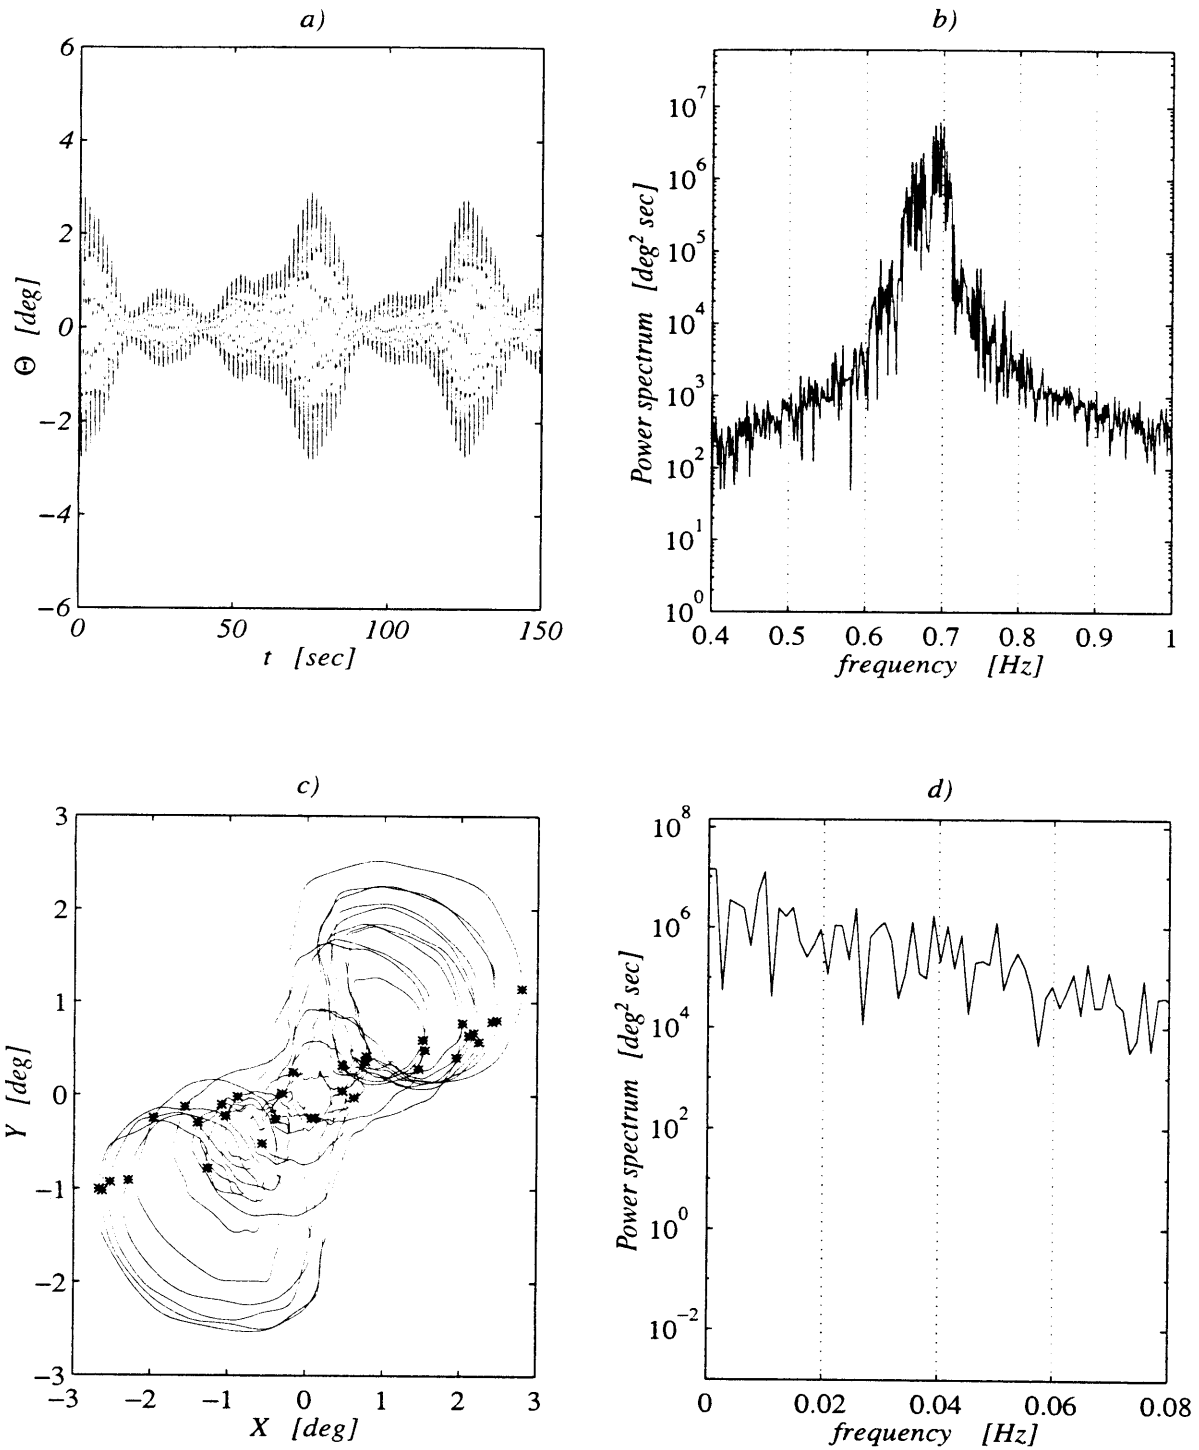 a)
6
4
2
0
−2
−4
−6
Θ [deg]
0 50 100 150
t [sec]
b)
10^7
10^6
10^5
10^4
10^3
10^2
10^1
10^0
Power spectrum [deg^2 sec]
0.4 0.5 0.6 0.7 0.8 0.9 1
frequency [Hz]
c)
3
2
1
0
−1
−2
−3
Y [deg]
−3 −2 −1 0 1 2 3
X [deg]
d)
10^8
10^6
10^4
10^2
10^0
10^−2
Power spectrum [deg^2 sec]
0 0.02 0.04 0.06 0.08
frequency [Hz]